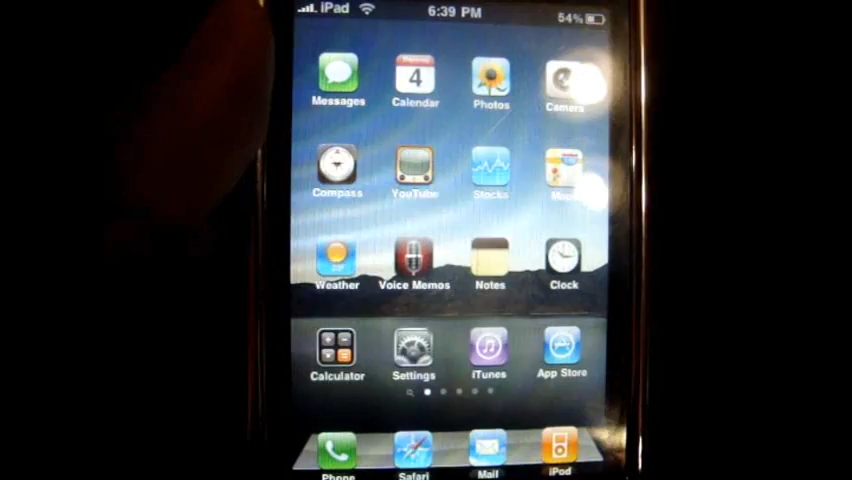 iPad 6:39 PM 54%
4
Messages Calendar Photos Camera
Compass YouTube Stocks Maps
Weather Voice Memos Notes Clock
Calculator Settings iTunes App Store
Phone Safari Mail iPod